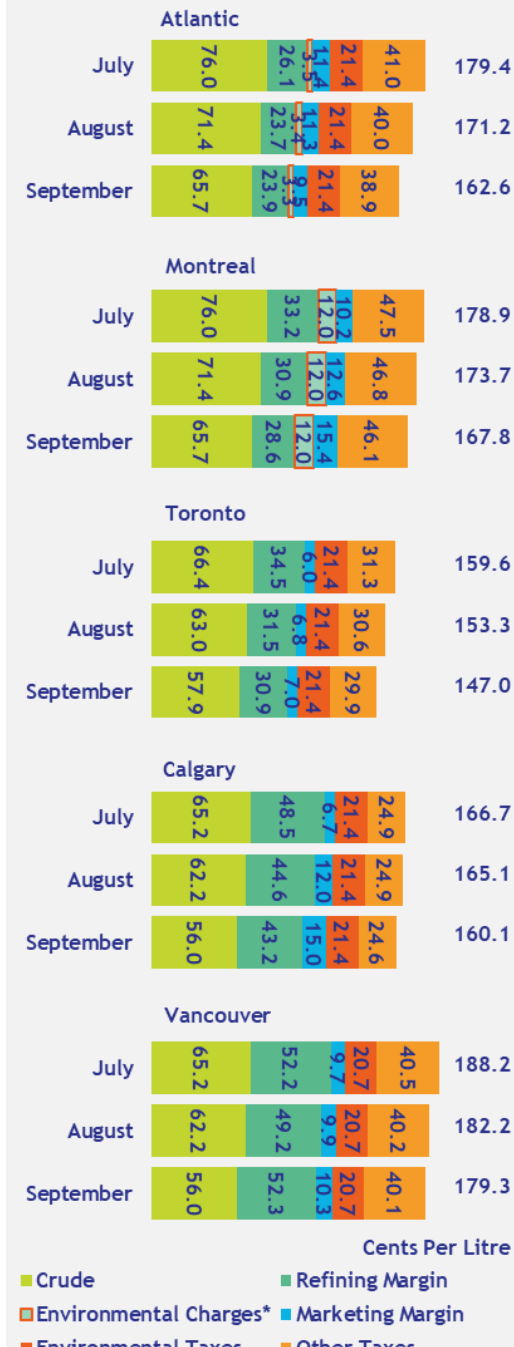 Atlantic
July 76.0 26.1 3.5 11.4 21.4 41.0 179.4
August 71.4 23.7 3.4 11.3 21.4 40.0 171.2
September 65.7 23.9 3.3 9.5 21.4 38.9 162.6
Montreal
July 76.0 33.2 12.0 10.2 47.5 178.9
August 71.4 30.9 12.0 12.6 46.8 173.7
September 65.7 28.6 12.0 15.4 46.1 167.8
Toronto
July 66.4 34.5 6.0 21.4 31.3 159.6
August 63.0 31.5 6.8 21.4 30.6 153.3
September 57.9 30.9 7.0 21.4 29.9 147.0
Calgary
July 65.2 48.5 6.7 21.4 24.9 166.7
August 62.2 44.6 12.0 21.4 24.9 165.1
September 56.0 43.2 15.0 21.4 24.6 160.1
Vancouver
July 65.2 52.2 9.7 20.7 40.5 188.2
August 62.2 49.2 9.9 20.7 40.2 182.2
September 56.0 52.3 10.3 20.7 40.1 179.3
Cents Per Litre
Crude Refining Margin
Environmental Charges* Marketing Margin
Environmental Taxes Other Taxes